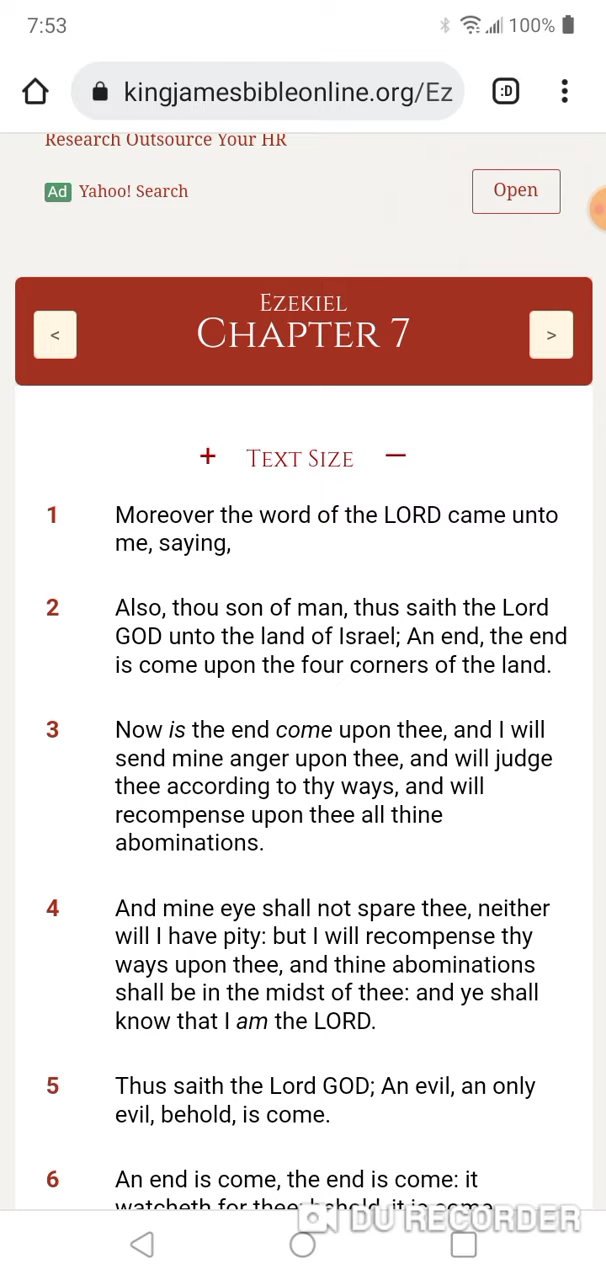 7:53
100%
kingjamesbibleonline.org/Ez
:D
Research Outsource Your HR
Ad Yahoo! Search
Open
EZEKIEL
< CHAPTER 7 >
+ TEXT SIZE −
1 Moreover the word of the LORD came unto
me, saying,
2 Also, thou son of man, thus saith the Lord
GOD unto the land of Israel; An end, the end
is come upon the four corners of the land.
3 Now is the end come upon thee, and I will
send mine anger upon thee, and will judge
thee according to thy ways, and will
recompense upon thee all thine
abominations.
4 And mine eye shall not spare thee, neither
will I have pity: but I will recompense thy
ways upon thee, and thine abominations
shall be in the midst of thee: and ye shall
know that I am the LORD.
5 Thus saith the Lord GOD; An evil, an only
evil, behold, is come.
6 An end is come, the end is come: it
watcheth for thee; behold, it is come.
DU RECORDER